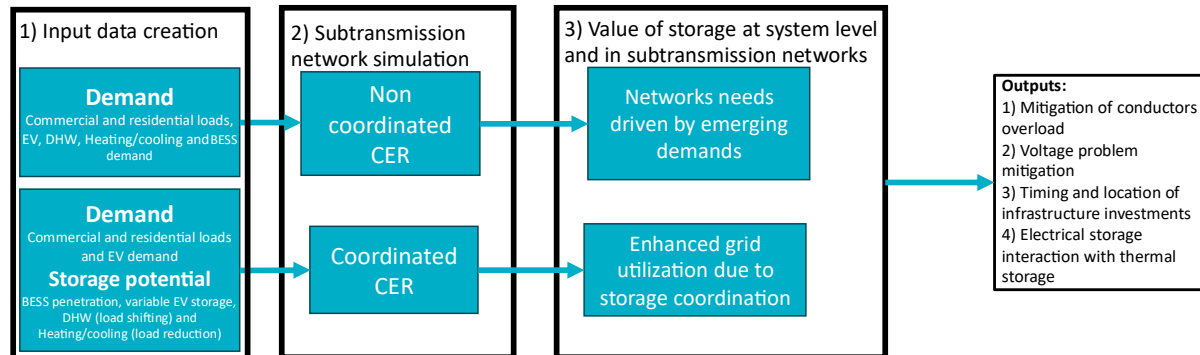 1) Input data creation
Demand
Commercial and residential loads,
EV, DHW, Heating/cooling and BESS
demand
Demand
Commercial and residential loads
and EV demand
Storage potential
BESS penetration, variable EV storage,
DHW (load shifting) and
Heating/cooling (load reduction)
2) Subtransmission
network simulation
Non
coordinated
CER
Coordinated
CER
3) Value of storage at system level
and in subtransmission networks
Networks needs
driven by emerging
demands
Enhanced grid
utilization due to
storage coordination
Outputs:
1) Mitigation of conductors
overload
2) Voltage problem
mitigation
3) Timing and location of
infrastructure investments
4) Electrical storage
interaction with thermal
storage